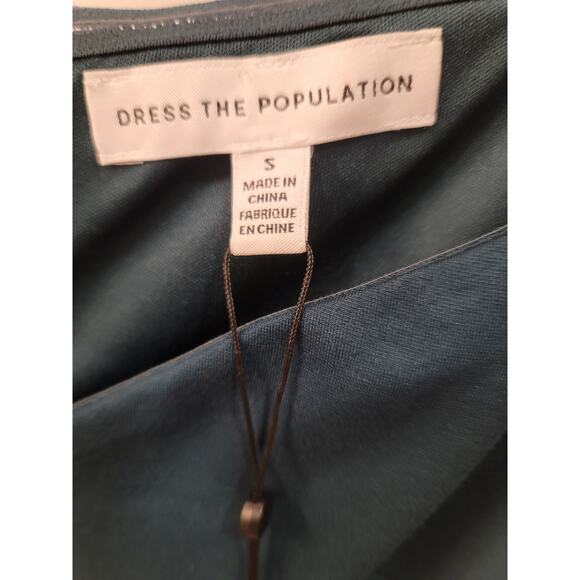 DRESS THE POPULATION
S
MADE IN
CHINA
FABRIQUE
EN CHINE